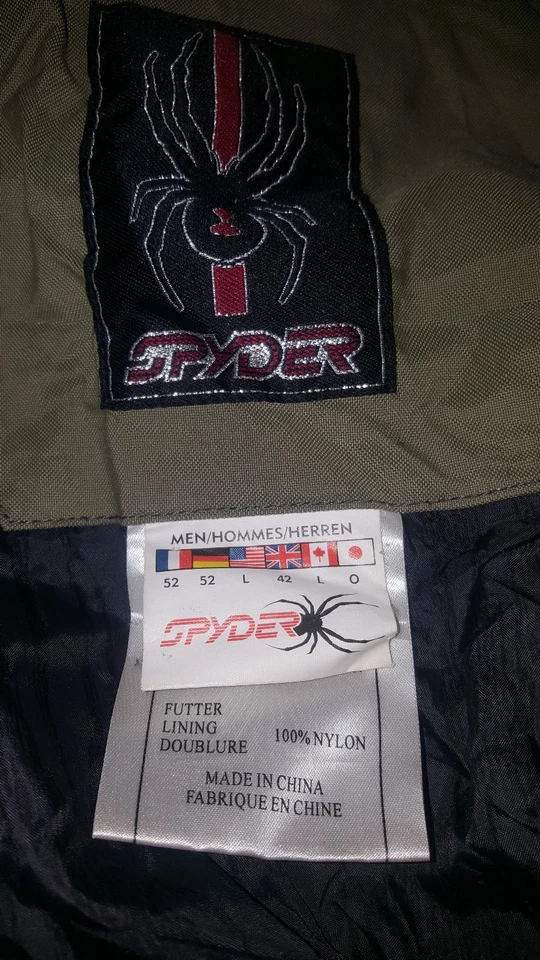 SPYDER
MEN/HOMMES/HERREN
52 52 L 42 L O
SPYDER
FUTTER
LINING
DOUBLURE 100% NYLON
MADE IN CHINA
FABRIQUE EN CHINE